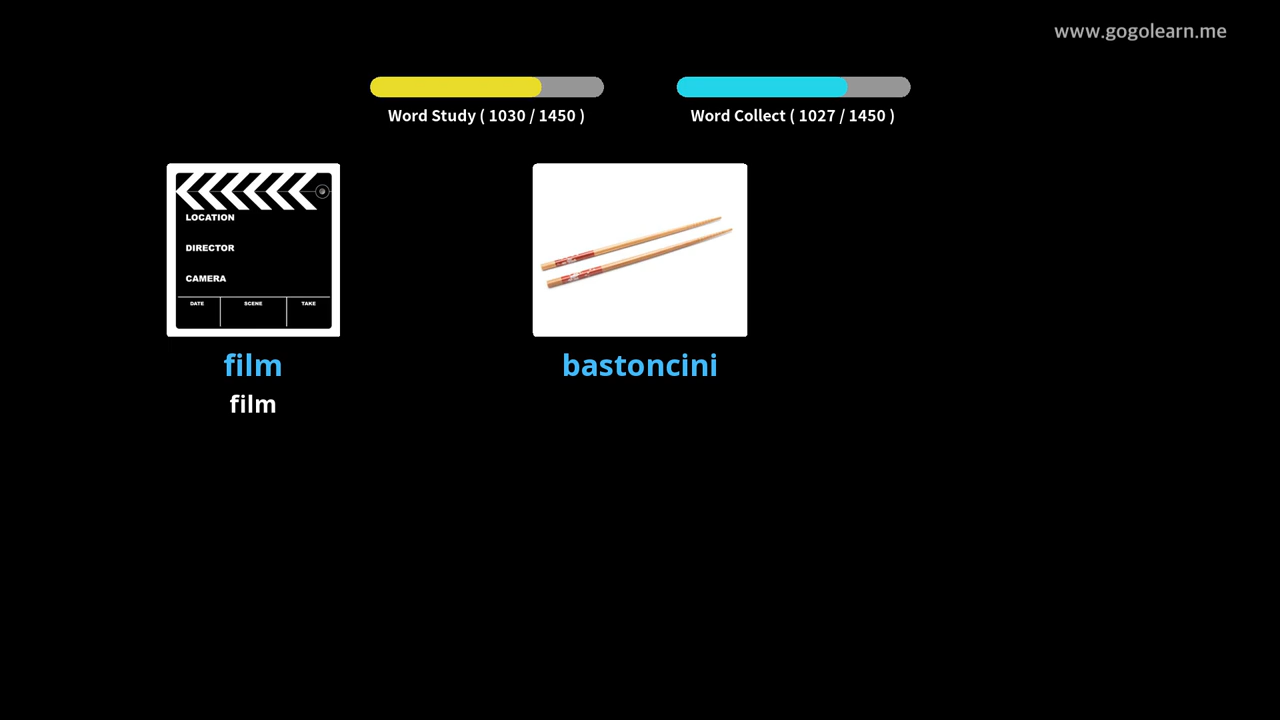 www.gogolearn.me
Word Study ( 1030 / 1450 )
Word Collect ( 1027 / 1450 )
LOCATION
DIRECTOR
CAMERA
DATE
SCENE
TAKE
film
bastoncini
film